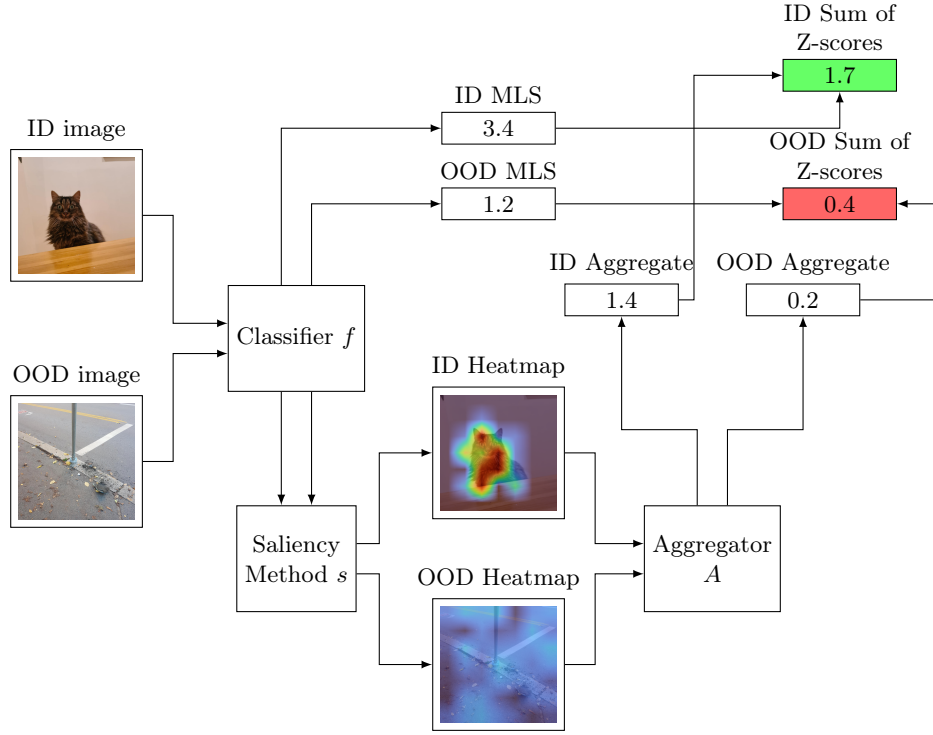 ID Sum of
Z-scores
1.7
ID MLS
3.4
ID image
OOD Sum of
Z-scores
0.4
OOD MLS
1.2
ID Aggregate
1.4
OOD Aggregate
0.2
Classifier f
OOD image
ID Heatmap
Saliency
Method s
Aggregator
A
OOD Heatmap